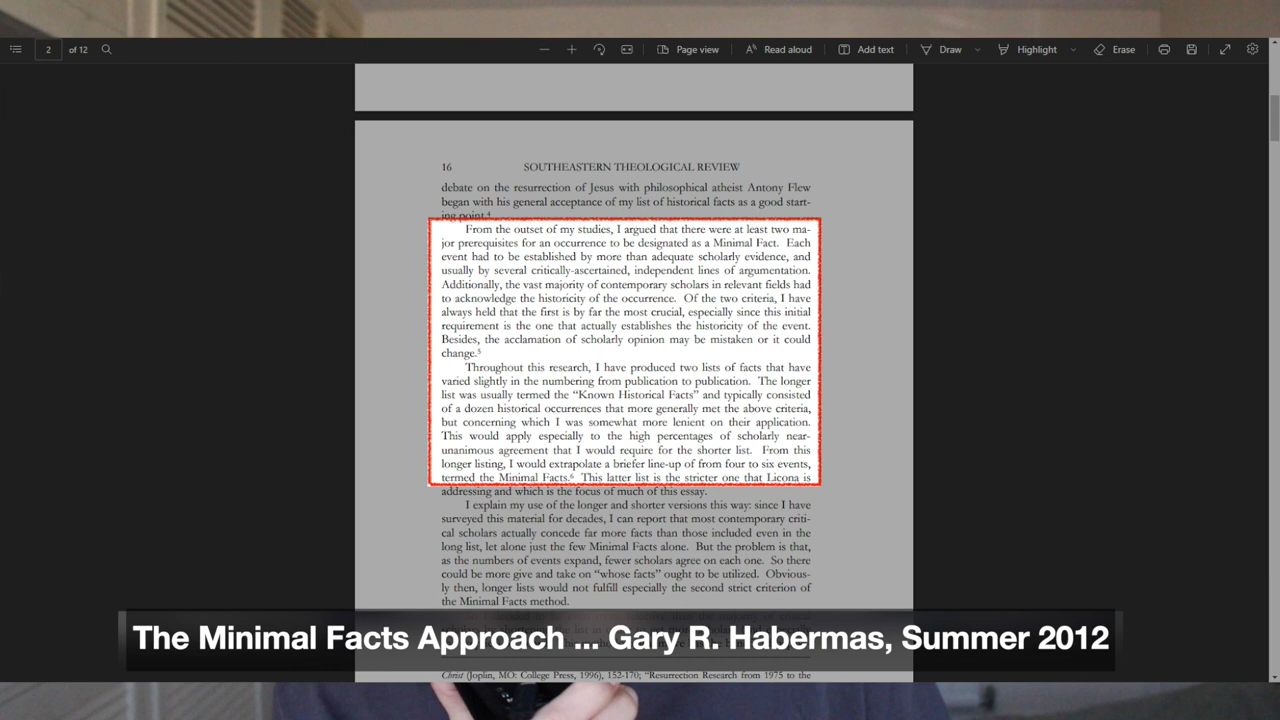 2 of 12 Page view Read aloud Add text Draw Highlight Erase
16 SOUTHEASTERN THEOLOGICAL REVIEW
debate on the resurrection of Jesus with philosophical atheist Antony Flew
began with his general acceptance of my list of historical facts as a good start-
ing point.4
From the outset of my studies, I argued that there were at least two ma-
jor prerequisites for an occurrence to be designated as a Minimal Fact. Each
event had to be established by more than adequate scholarly evidence, and
usually by several critically-ascertained, independent lines of argumentation.
Additionally, the vast majority of contemporary scholars in relevant fields had
to acknowledge the historicity of the occurrence. Of the two criteria, I have
always held that the first is by far the most crucial, especially since this initial
requirement is the one that actually establishes the historicity of the event.
Besides, the acclamation of scholarly opinion may be mistaken or it could
change.5
Throughout this research, I have produced two lists of facts that have
varied slightly in the numbering from publication to publication. The longer
list was usually termed the “Known Historical Facts” and typically consisted
of a dozen historical occurrences that more generally met the above criteria,
but concerning which I was somewhat more lenient on their application.
This would apply especially to the high percentages of scholarly near-
unanimous agreement that I would require for the shorter list. From this
longer listing, I would extrapolate a briefer line-up of from four to six events,
termed the Minimal Facts.6 This latter list is the stricter one that Licona is
addressing and which is the focus of much of this essay.
I explain my use of the longer and shorter versions this way: since I have
surveyed this material for decades, I can report that most contemporary criti-
cal scholars actually concede far more facts than those included even in the
long list, let alone just the few Minimal Facts alone. But the problem is that,
as the numbers of events expand, fewer scholars agree on each one. So there
could be more give and take on “whose facts” ought to be utilized. Obvious-
ly then, longer lists would not fulfill especially the second strict criterion of
the Minimal Facts method.
The Minimal Facts Approach ... Gary R. Habermas, Summer 2012
Christ (Joplin, MO: College Press, 1996), 152-170; “Resurrection Research from 1975 to the